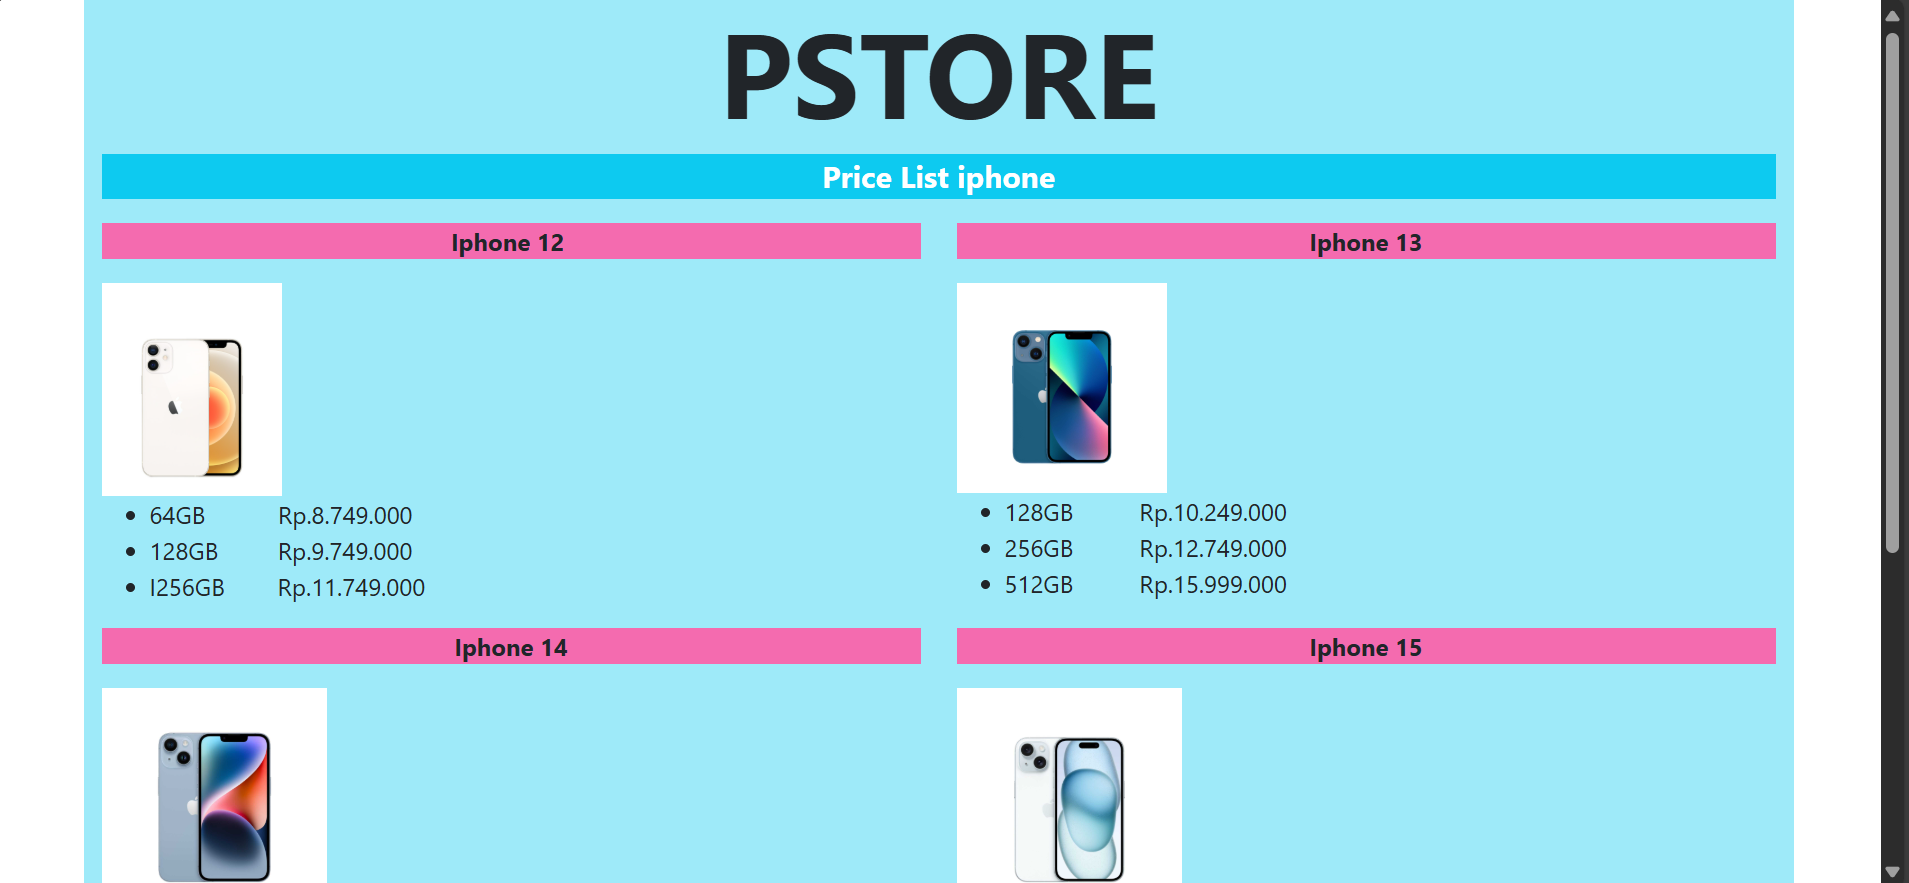 PSTORE
Price List iphone
Iphone 12
64GB Rp.8.749.000
128GB Rp.9.749.000
I256GB Rp.11.749.000
Iphone 13
128GB Rp.10.249.000
256GB Rp.12.749.000
512GB Rp.15.999.000
Iphone 14
Iphone 15